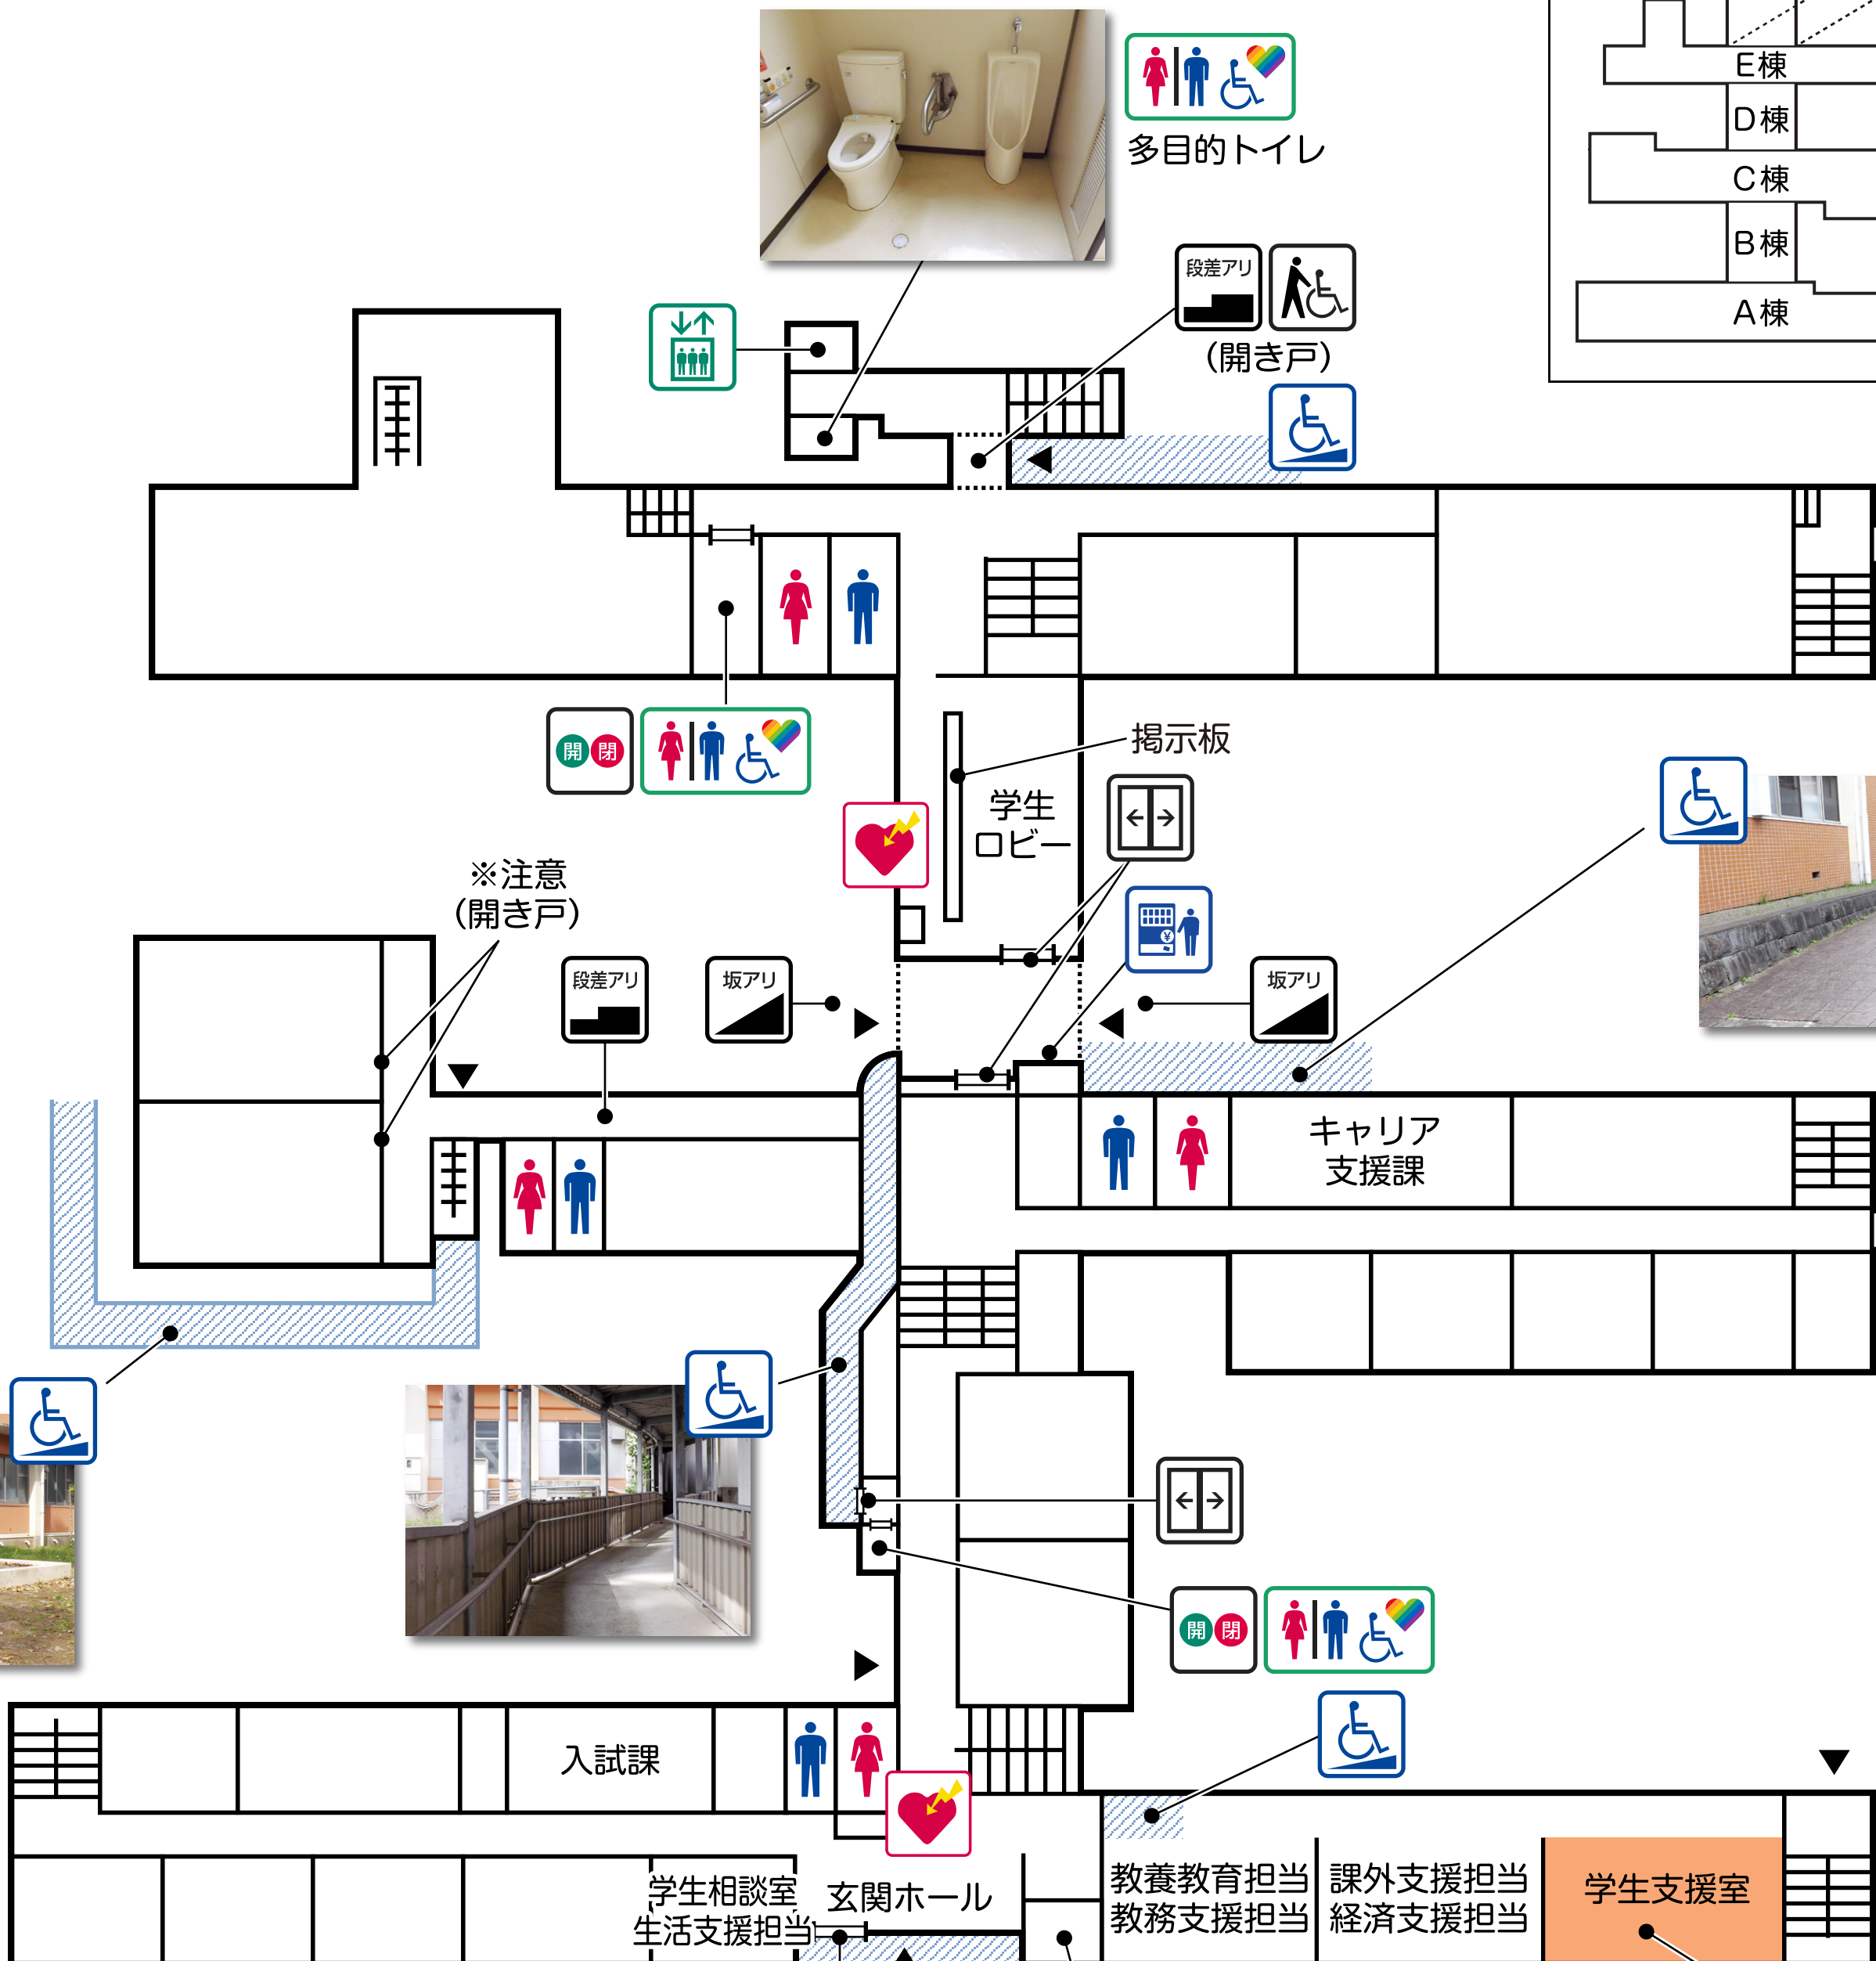 多目的トイレ
E棟
D棟
C棟
B棟
A棟
段差アリ
(開き戸)
開
閉
掲示板
学生
ロビー
※注意
(開き戸)
段差アリ
坂アリ
¥
坂アリ
キャリア
支援課
開
閉
入試課
学生相談室
生活支援担当
玄関ホール
教養教育担当
教務支援担当
課外支援担当
経済支援担当
学生支援室